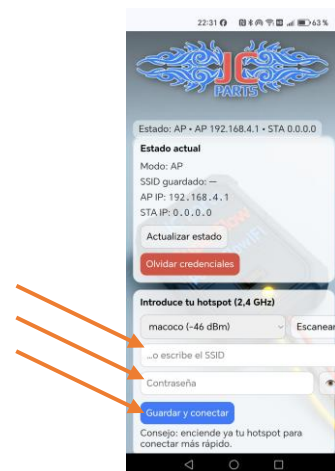 22:31 63 %
JC
PARTS
Estado: AP • AP 192.168.4.1 • STA 0.0.0.0
Estado actual
Modo: AP
SSID guardado: —
AP IP: 192.168.4.1
STA IP: 0.0.0.0
Actualizar estado
Olvidar credenciales
Introduce tu hotspot (2,4 GHz)
macoco (-46 dBm) Escanear
...o escribe el SSID
Contraseña
Guardar y conectar
Consejo: enciende ya tu hotspot para
conectar más rápido.